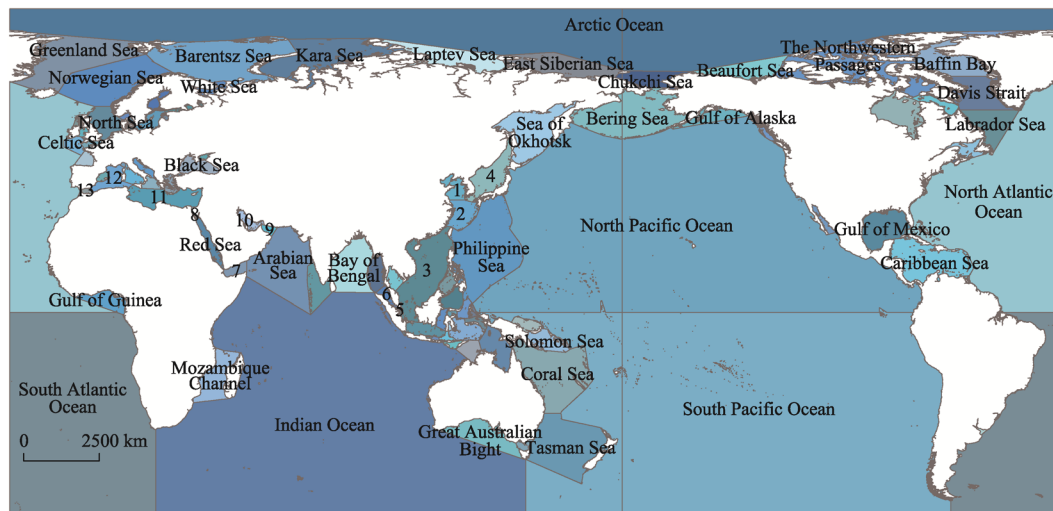 Arctic Ocean
Greenland Sea
Barentsz Sea
Kara Sea
Laptev Sea
East Siberian Sea
Chukchi Sea
Beaufort Sea
The Northwestern
Passages
Baffin Bay
Norwegian Sea
White Sea
Davis Strait
North Sea
Celtic Sea
Sea of
Okhotsk
Bering Sea
Gulf of Alaska
Labrador Sea
Black Sea
12
13
11
8
10
9
7
1
4
2
3
6
5
Red Sea
Arabian
Sea
Bay of
Bengal
Philippine
Sea
North Pacific Ocean
North Atlantic
Ocean
Gulf of Mexico
Caribbean Sea
Gulf of Guinea
Solomon Sea
Mozambique
Channel
Coral Sea
South Atlantic
Ocean
Indian Ocean
South Pacific Ocean
Great Australian
Bight
Tasman Sea
0 2500 km